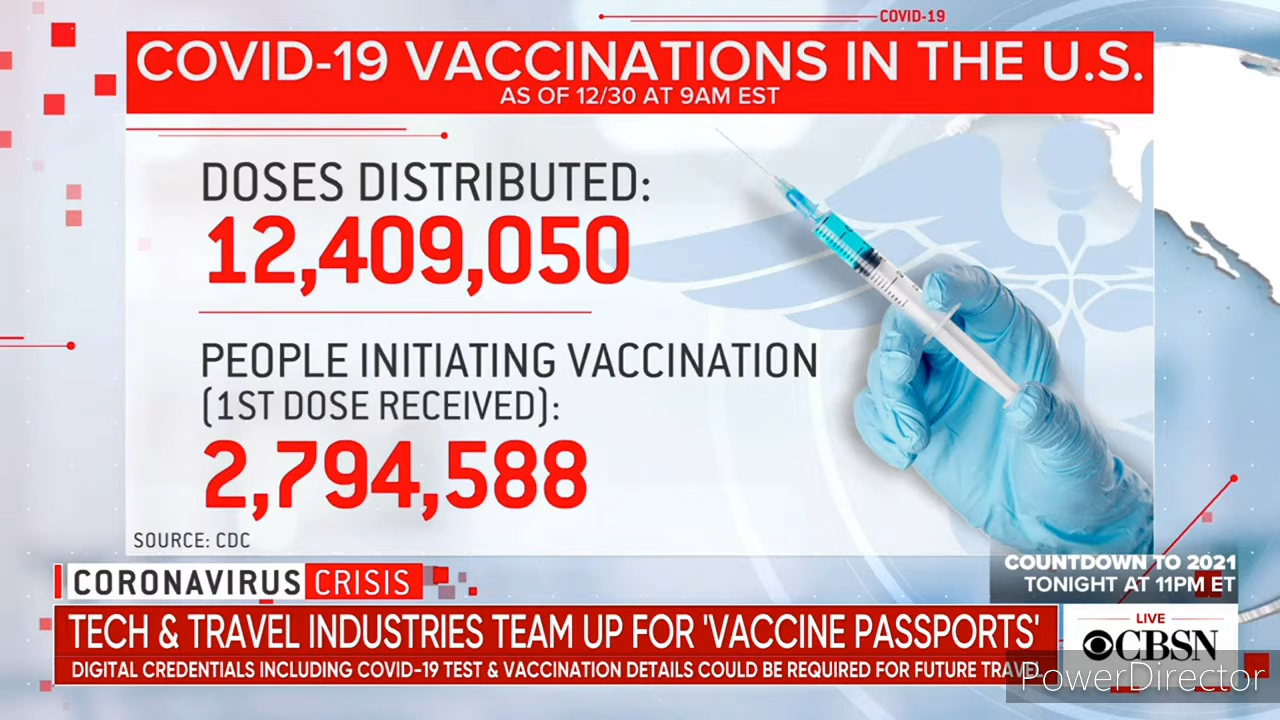 COVID-19
COVID-19 VACCINATIONS IN THE U.S.
AS OF 12/30 AT 9AM EST
DOSES DISTRIBUTED:
12,409,050
PEOPLE INITIATING VACCINATION
(1ST DOSE RECEIVED):
2,794,588
SOURCE: CDC
COUNTDOWN TO 2021
TONIGHT AT 11PM ET
CORONAVIRUS CRISIS
TECH & TRAVEL INDUSTRIES TEAM UP FOR 'VACCINE PASSPORTS'
DIGITAL CREDENTIALS INCLUDING COVID-19 TEST & VACCINATION DETAILS COULD BE REQUIRED FOR FUTURE TRAVEL
LIVE
CBSN
PowerDirector